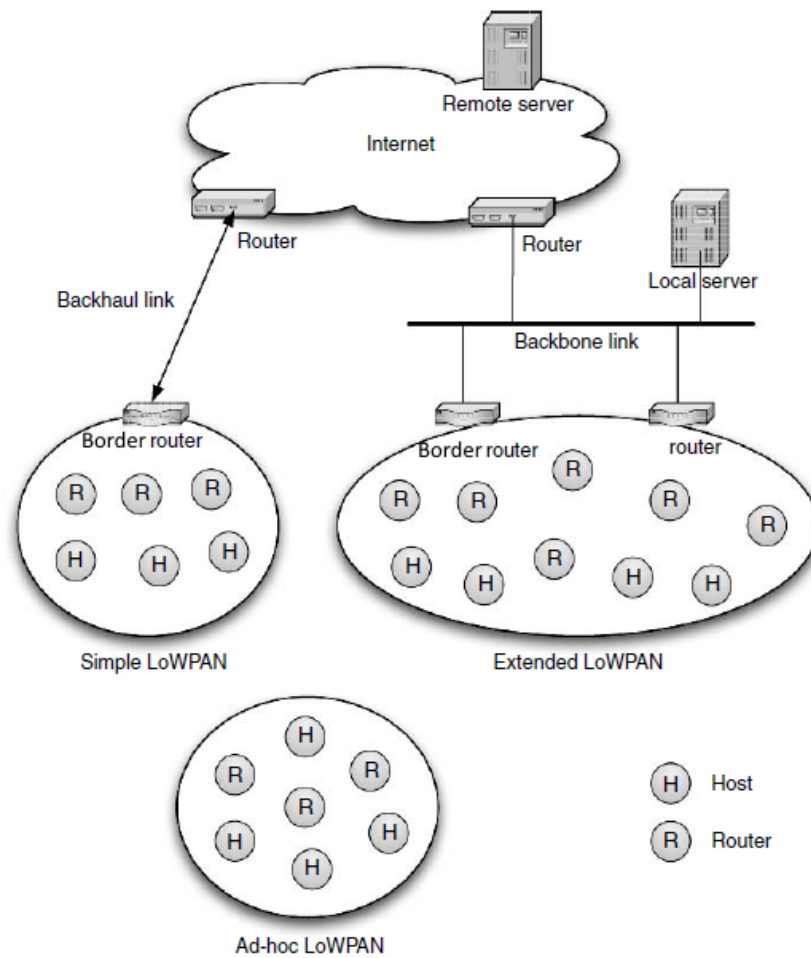 Remote server
Internet
Router
Router
Local server
Backhaul link
Backbone link
Border router
Border router
router
R
R
R
H
H
H
R
R
R
R
R
H
H
R
H
H
Simple LoWPAN
Extended LoWPAN
H
R
R
R
H
H
H
H
Host
R
Router
Ad-hoc LoWPAN